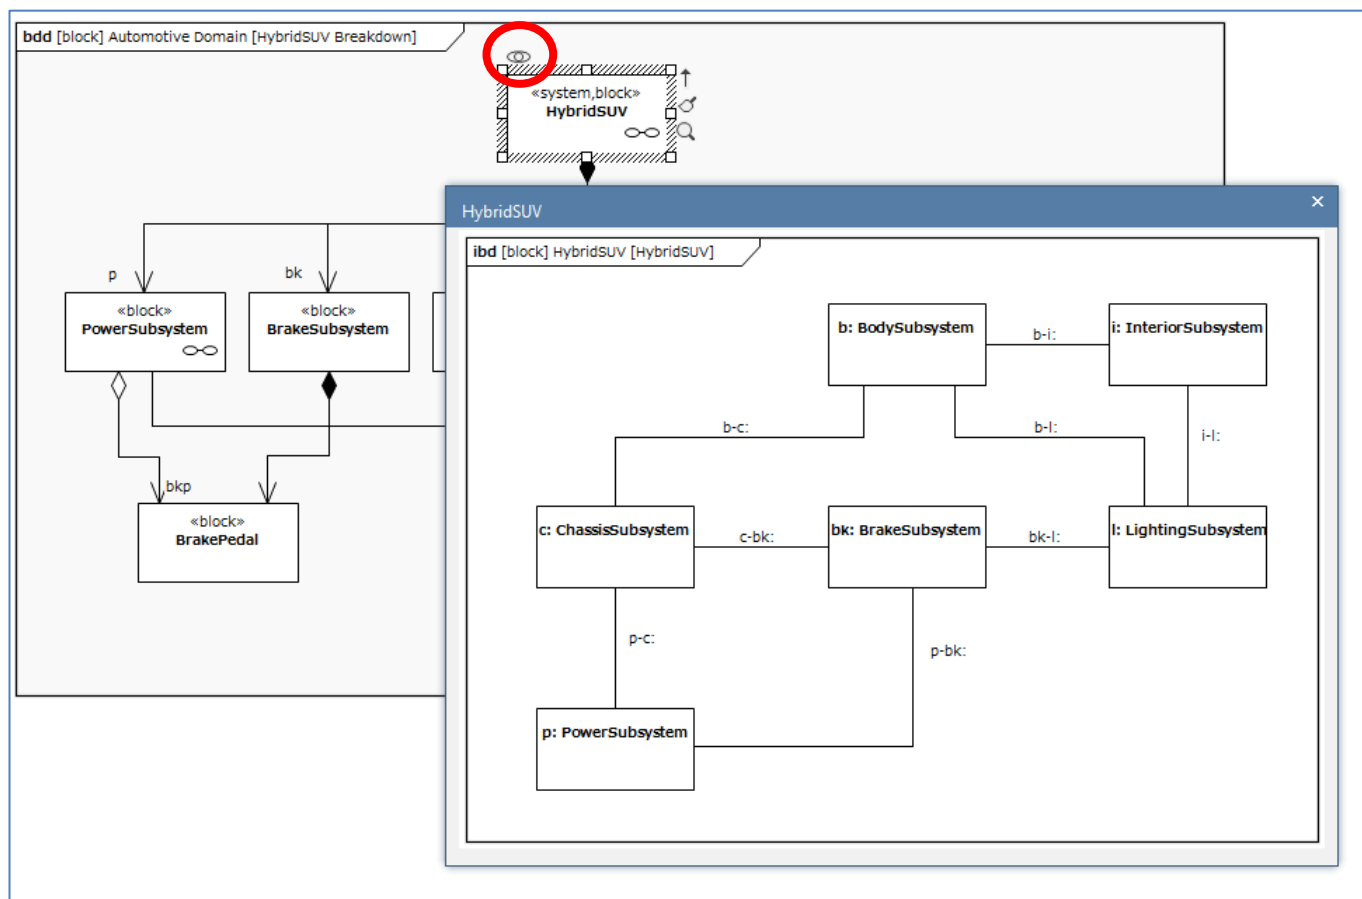 bdd [block] Automotive Domain [HybridSUV Breakdown]
«system,block»
HybridSUV
p
bk
«block»
PowerSubsystem
«block»
BrakeSubsystem
bkp
«block»
BrakePedal
HybridSUV
×
ibd [block] HybridSUV [HybridSUV]
b: BodySubsystem
b-i:
i: InteriorSubsystem
b-c:
b-l:
i-l:
c: ChassisSubsystem
c-bk:
bk: BrakeSubsystem
bk-l:
l: LightingSubsystem
p-c:
p-bk:
p: PowerSubsystem